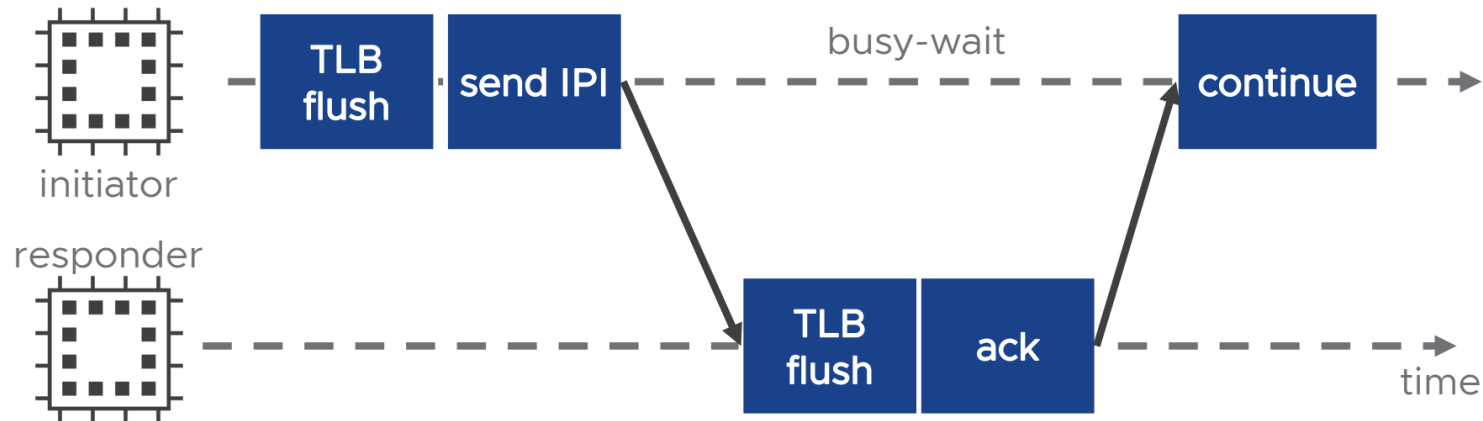 TLB
flush
send IPI
busy-wait
continue
initiator
responder
TLB
flush
ack
time